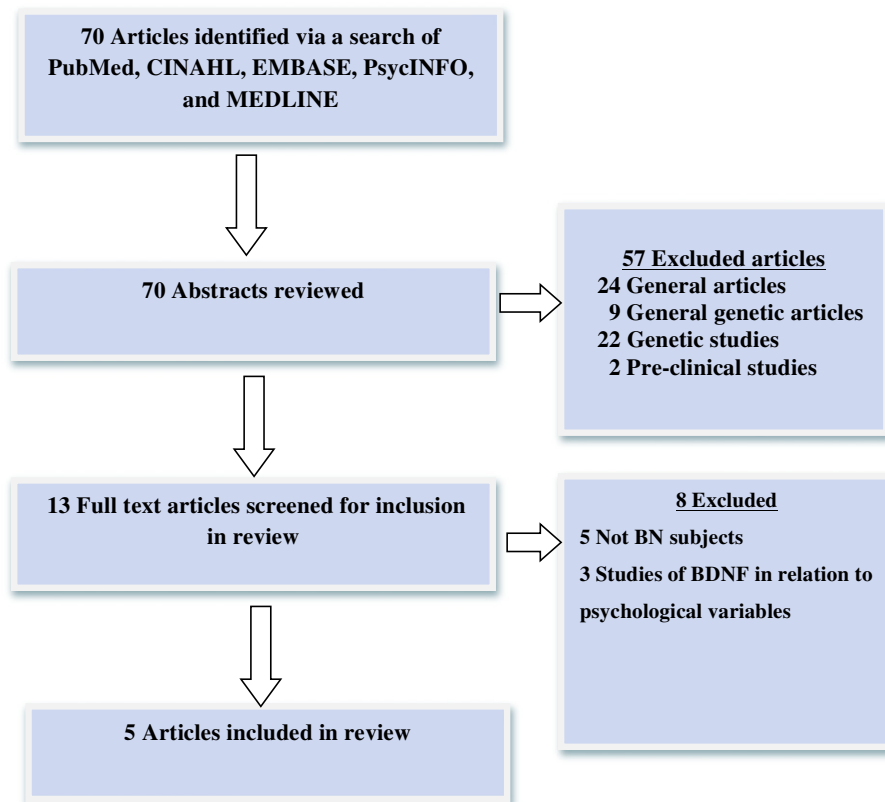 70 Articles identified via a search of
PubMed, CINAHL, EMBASE, PsycINFO,
and MEDLINE
70 Abstracts reviewed
57 Excluded articles
24 General articles
9 General genetic articles
22 Genetic studies
2 Pre-clinical studies
13 Full text articles screened for inclusion
in review
8 Excluded
5 Not BN subjects
3 Studies of BDNF in relation to
psychological variables
5 Articles included in review